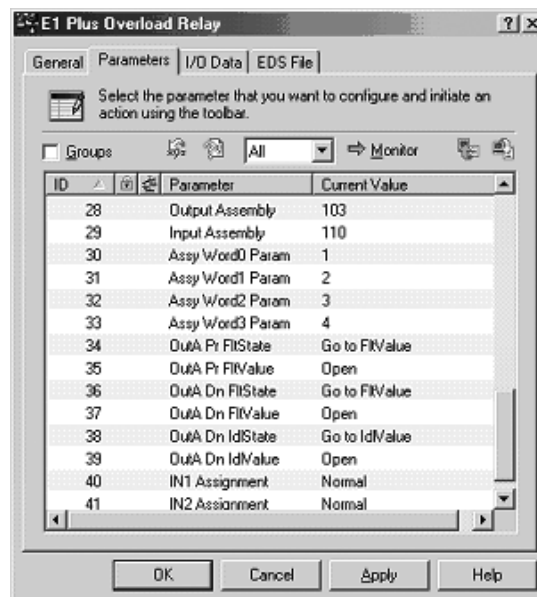 E1 Plus Overload Relay
General Parameters I/O Data EDS File
Select the parameter that you want to configure and initiate an
action using the toolbar.
Groups All Monitor
ID Parameter Current Value
28 Output Assembly 103
29 Input Assembly 110
30 Assy Word0 Param 1
31 Assy Word1 Param 2
32 Assy Word2 Param 3
33 Assy Word3 Param 4
34 OutA Pr FltState Go to FltValue
35 OutA Pr FltValue Open
36 OutA Dn FltState Go to FltValue
37 OutA Dn FltValue Open
38 OutA Dn IdlState Go to IdlValue
39 OutA Dn IdlValue Open
40 IN1 Assignment Normal
41 IN2 Assignment Normal
OK Cancel Apply Help